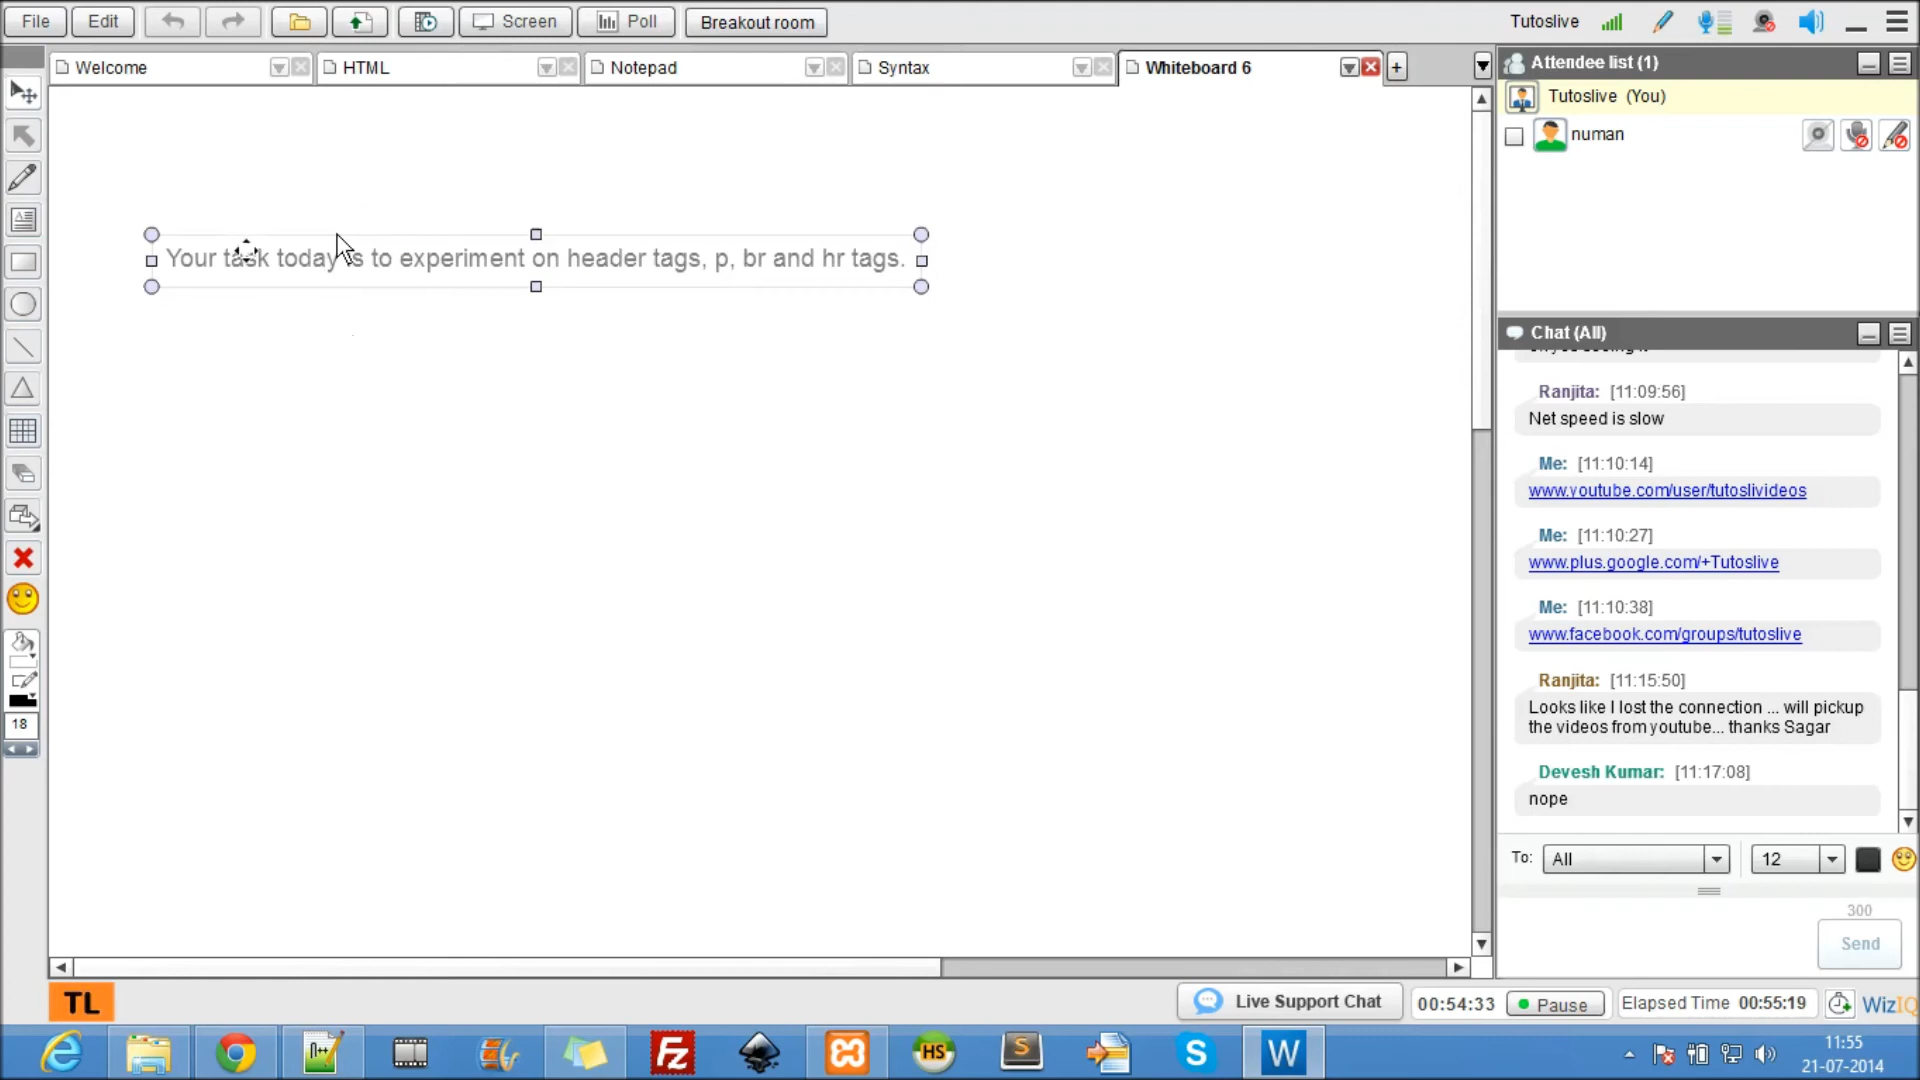 File
Edit
Screen
Poll
Breakout room
Tutoslive
Welcome
HTML
Notepad
Syntax
Whiteboard 6
+
Attendee list (1)
Tutoslive (You)
numan
Your task today is to experiment on header tags, p, br and hr tags.
18
Chat (All)
Ranjita: [11:09:56]
Net speed is slow
Me: [11:10:14]
www.youtube.com/user/tutoslivideos
Me: [11:10:27]
www.plus.google.com/+Tutoslive
Me: [11:10:38]
www.facebook.com/groups/tutoslive
Ranjita: [11:15:50]
Looks like I lost the connection ... will pickup
the videos from youtube... thanks Sagar
Devesh Kumar: [11:17:08]
nope
To: All 12
300
Send
TL
Live Support Chat
00:54:33
Pause
Elapsed Time 00:55:19
WizIQ
N++
Fz
HS
S
S
W
11:55
21-07-2014